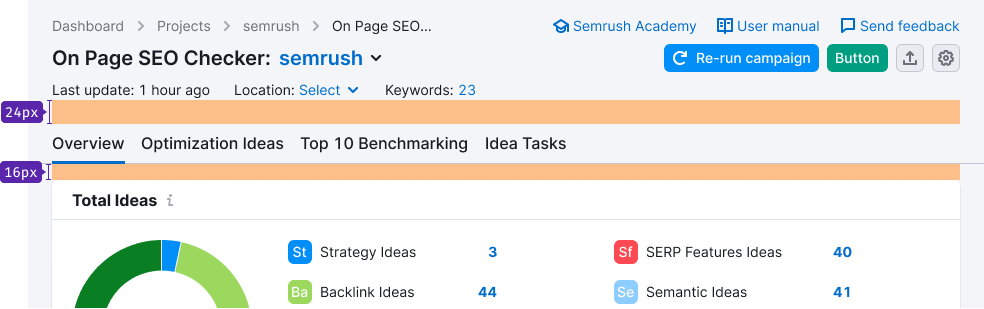 Dashboard Projects semrush On Page SEO... Semrush Academy User manual Send feedback
On Page SEO Checker: semrush Re-run campaign Button
Last update: 1 hour ago Location: Select Keywords: 23
24px
Overview Optimization Ideas Top 10 Benchmarking Idea Tasks
16px
Total Ideas i
St Strategy Ideas 3 Sf SERP Features Ideas 40
Ba Backlink Ideas 44 Se Semantic Ideas 41